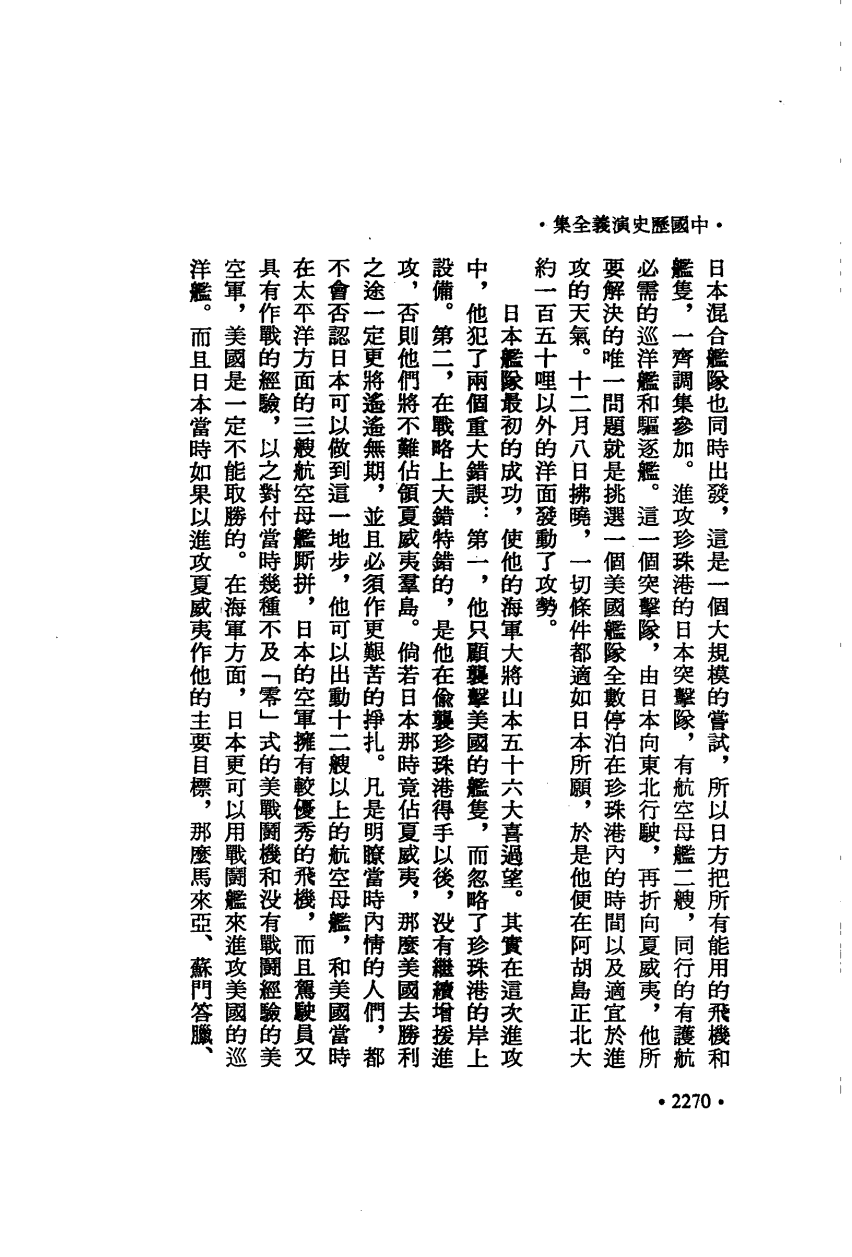 ·中國歷史演義全集·
日本混合艦隊也同時出發，這是一個大規模的嘗試，所以日方把所有能用的飛機和
艦隻，一齊調集參加。進攻珍珠港的日本突擊隊，有航空母艦二艘，同行的有護航
必需的巡洋艦和驅逐艦。這一個突擊隊，由日本向東北行駛，再折向夏威夷，他所
要解決的唯一問題就是挑選一個美國艦隊全數停泊在珍珠港內的時間以及適宜於進
攻的天氣。十二月八日拂曉，一切條件都適如日本所願，於是他便在阿胡島正北大
約一百五十哩以外的洋面發動了攻勢。
日本艦隊最初的成功，使他的海軍大將山本五十六大喜過望。其實在這次進攻
中，他犯了兩個重大錯誤：第一，他只顧襲擊美國的艦隻，而忽略了珍珠港的岸上
設備。第二，在戰略上大錯特錯的，是他在偷襲珍珠港得手以後，没有繼續增援進
攻，否則他們將不難佔領夏威夷羣島。倘若日本那時竟佔夏威夷，那麼美國去勝利
之途一定更將遙遙無期，並且必須作更艱苦的掙扎。凡是明瞭當時內情的人們，都
不會否認日本可以做到這一地步，他可以出動十二艘以上的航空母艦，和美國當時
在太平洋方面的三艘航空母艦厮拼，日本的空軍擁有較優秀的飛機，而且駕駛員又
具有作戰的經驗，以之對付當時幾種不及「零」式的美戰鬪機和没有戰鬪經驗的美
空軍，美國是一定不能取勝的。在海軍方面，日本更可以用戰鬪艦來進攻美國的巡
洋艦。而且日本當時如果以進攻夏威夷作他的主要目標，那麼馬來亞、蘇門答臘、
·2270·